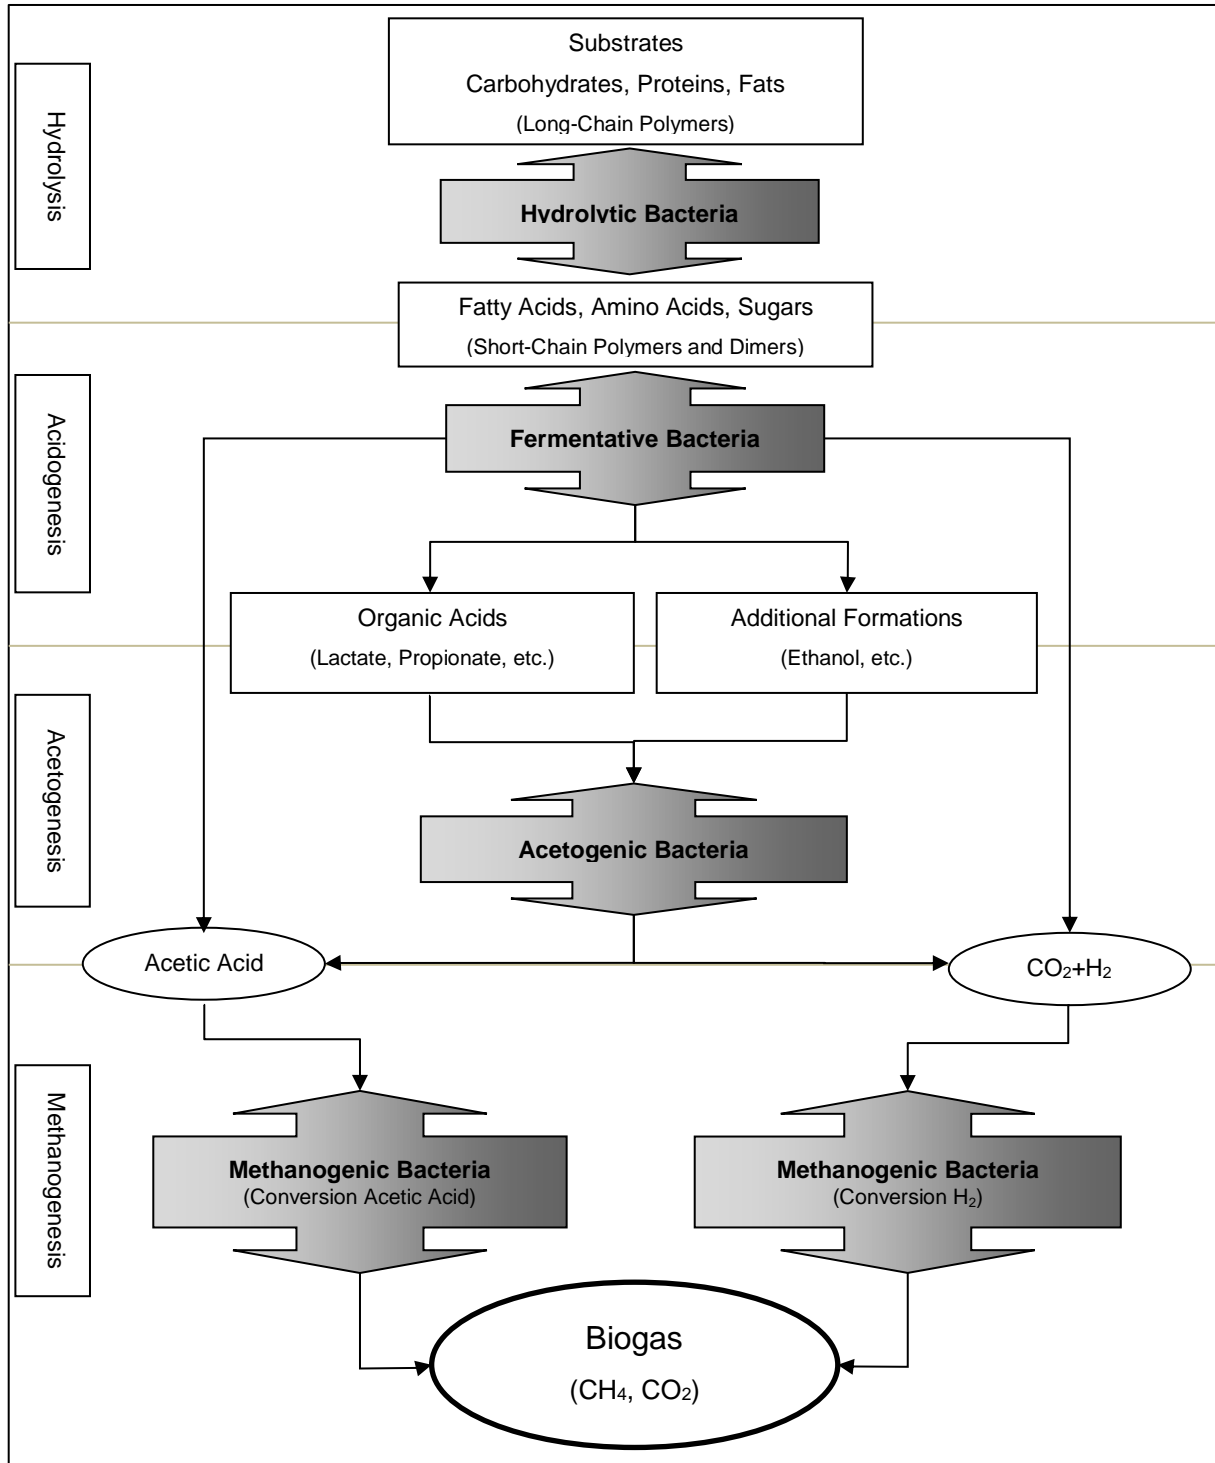 Substrates
Carbohydrates, Proteins, Fats
(Long-Chain Polymers)
Hydrolysis
Hydrolytic Bacteria
Fatty Acids, Amino Acids, Sugars
(Short-Chain Polymers and Dimers)
Acidogenesis
Fermentative Bacteria
Organic Acids
(Lactate, Propionate, etc.)
Additional Formations
(Ethanol, etc.)
Acetogenesis
Acetogenic Bacteria
Acetic Acid
CO₂+H₂
Methanogenesis
Methanogenic Bacteria
(Conversion Acetic Acid)
Methanogenic Bacteria
(Conversion H₂)
Biogas
(CH₄, CO₂)